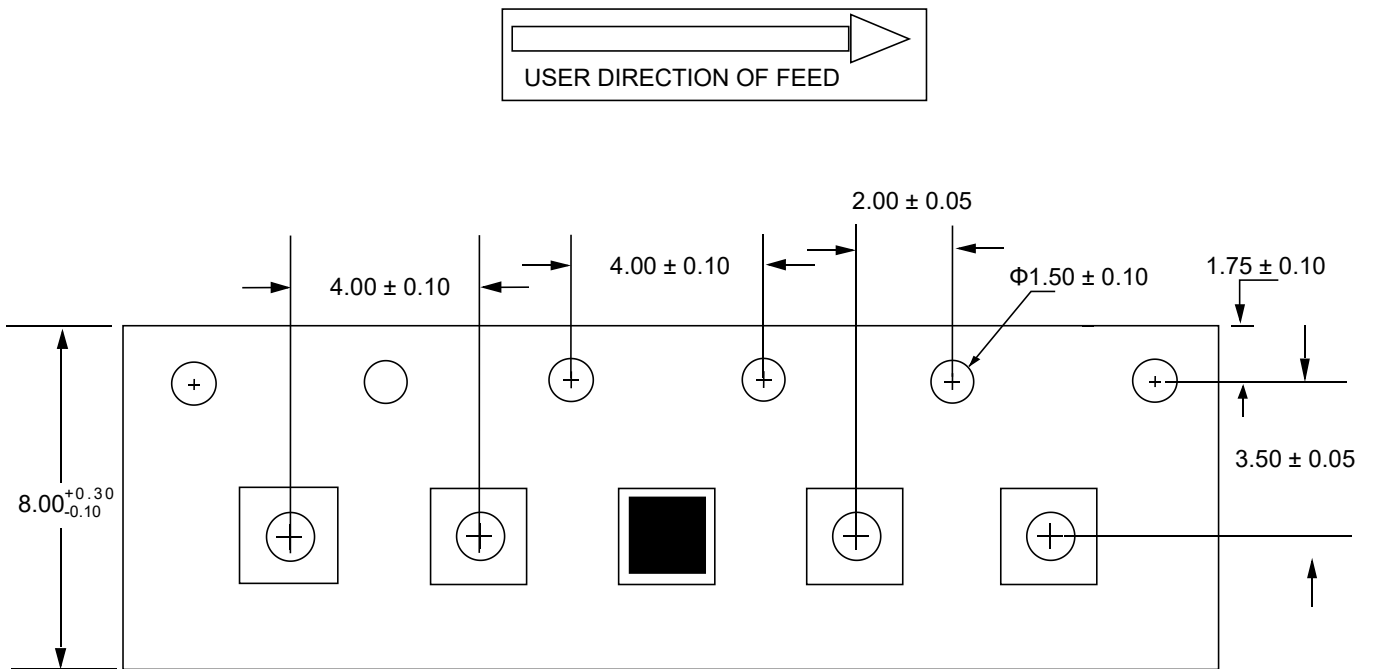 USER DIRECTION OF FEED
2.00 ± 0.05
4.00 ± 0.10
4.00 ± 0.10
Φ1.50 ± 0.10
1.75 ± 0.10
3.50 ± 0.05
8.00 +0.30 -0.10